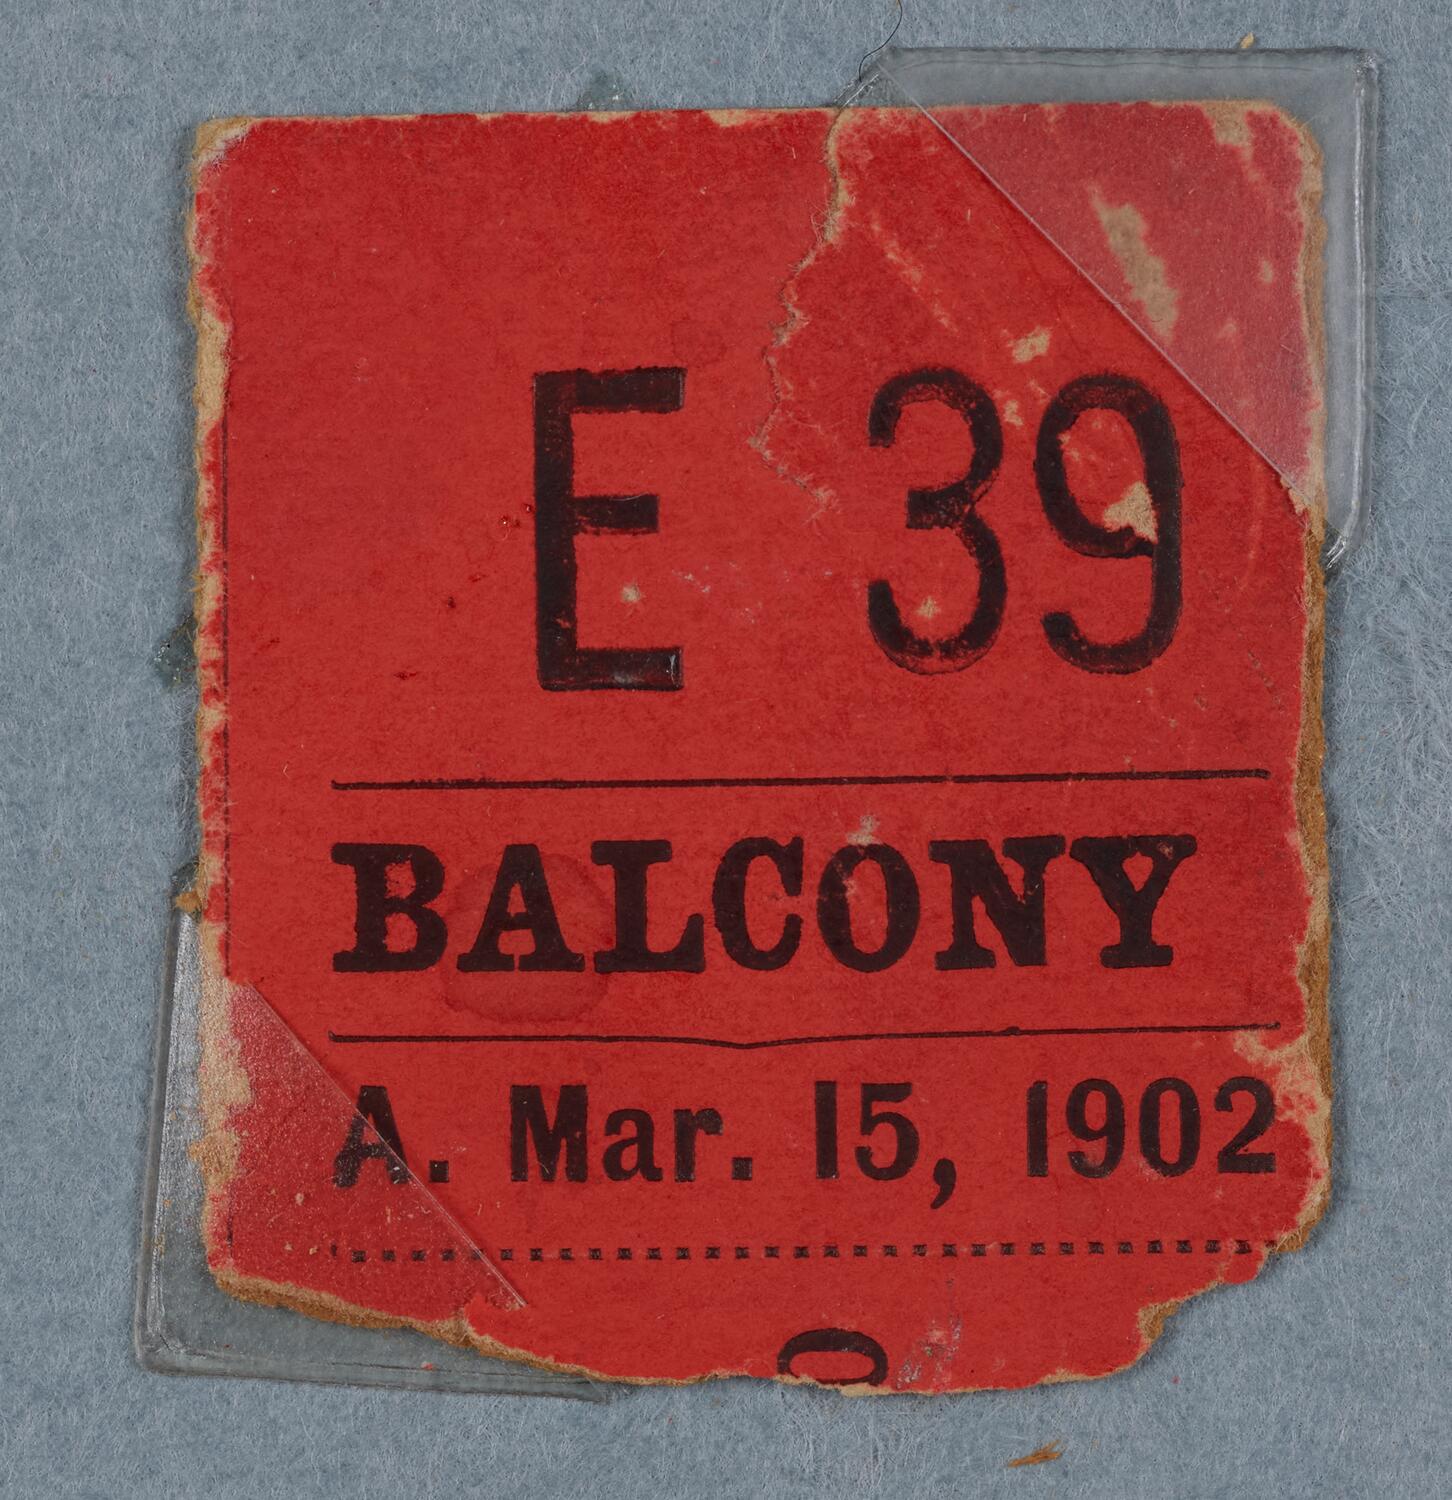 E 39
BALCONY
A. Mar. 15, 1902